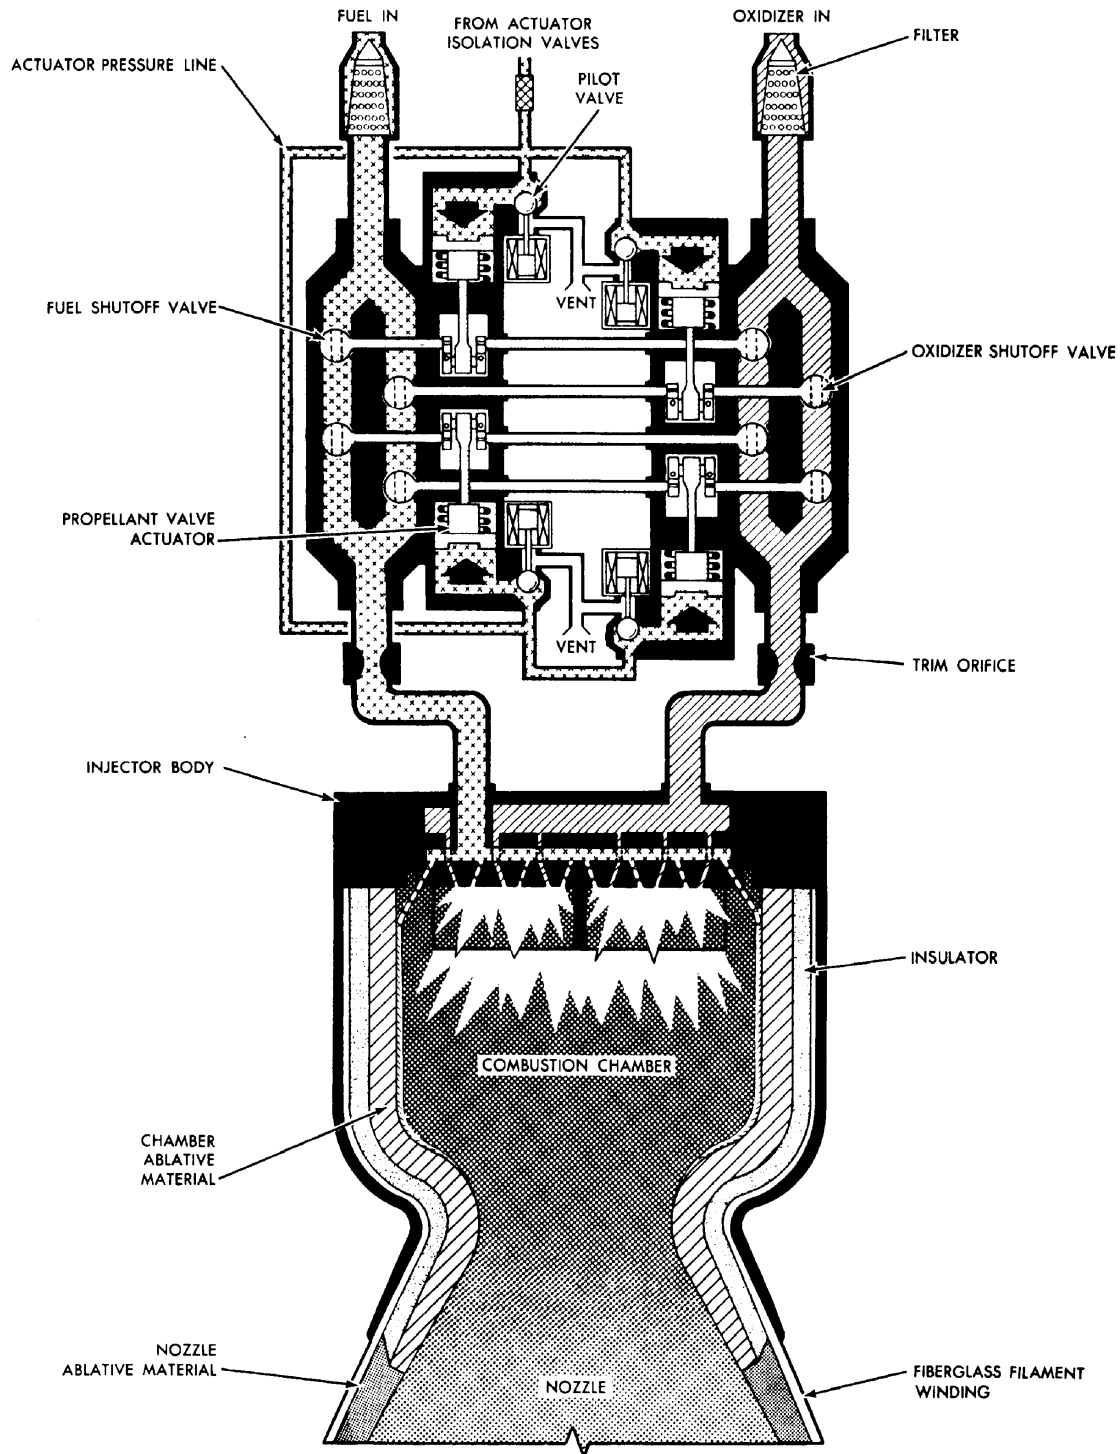 FUEL IN
FROM ACTUATOR
ISOLATION VALVES
OXIDIZER IN
FILTER
ACTUATOR PRESSURE LINE
PILOT
VALVE
VENT
FUEL SHUTOFF VALVE
OXIDIZER SHUTOFF VALVE
PROPELLANT VALVE
ACTUATOR
VENT
TRIM ORIFICE
INJECTOR BODY
INSULATOR
COMBUSTION CHAMBER
CHAMBER
ABLATIVE
MATERIAL
NOZZLE
ABLATIVE MATERIAL
NOZZLE
FIBERGLASS FILAMENT
WINDING